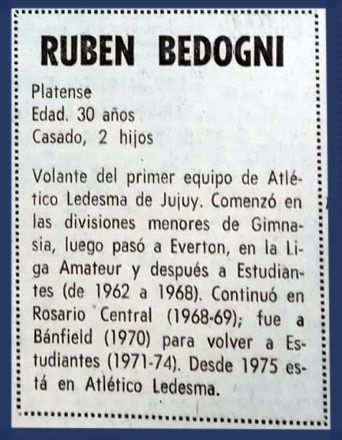 RUBEN BEDOGNI
Platense
Edad. 30 años
Casado, 2 hijos
Volante del primer equipo de Atlé-
tico Ledesma de Jujuy. Comenzó en
las divisiones menores de Gimna-
sia, luego pasó a Everton, en la Li-
ga Amateur y después a Estudian-
tes (de 1962 a 1968). Continuó en
Rosario Central (1968-69); fue a
Bánfield (1970) para volver a Es-
tudiantes (1971-74). Desde 1975 es-
tá en Atlético Ledesma.